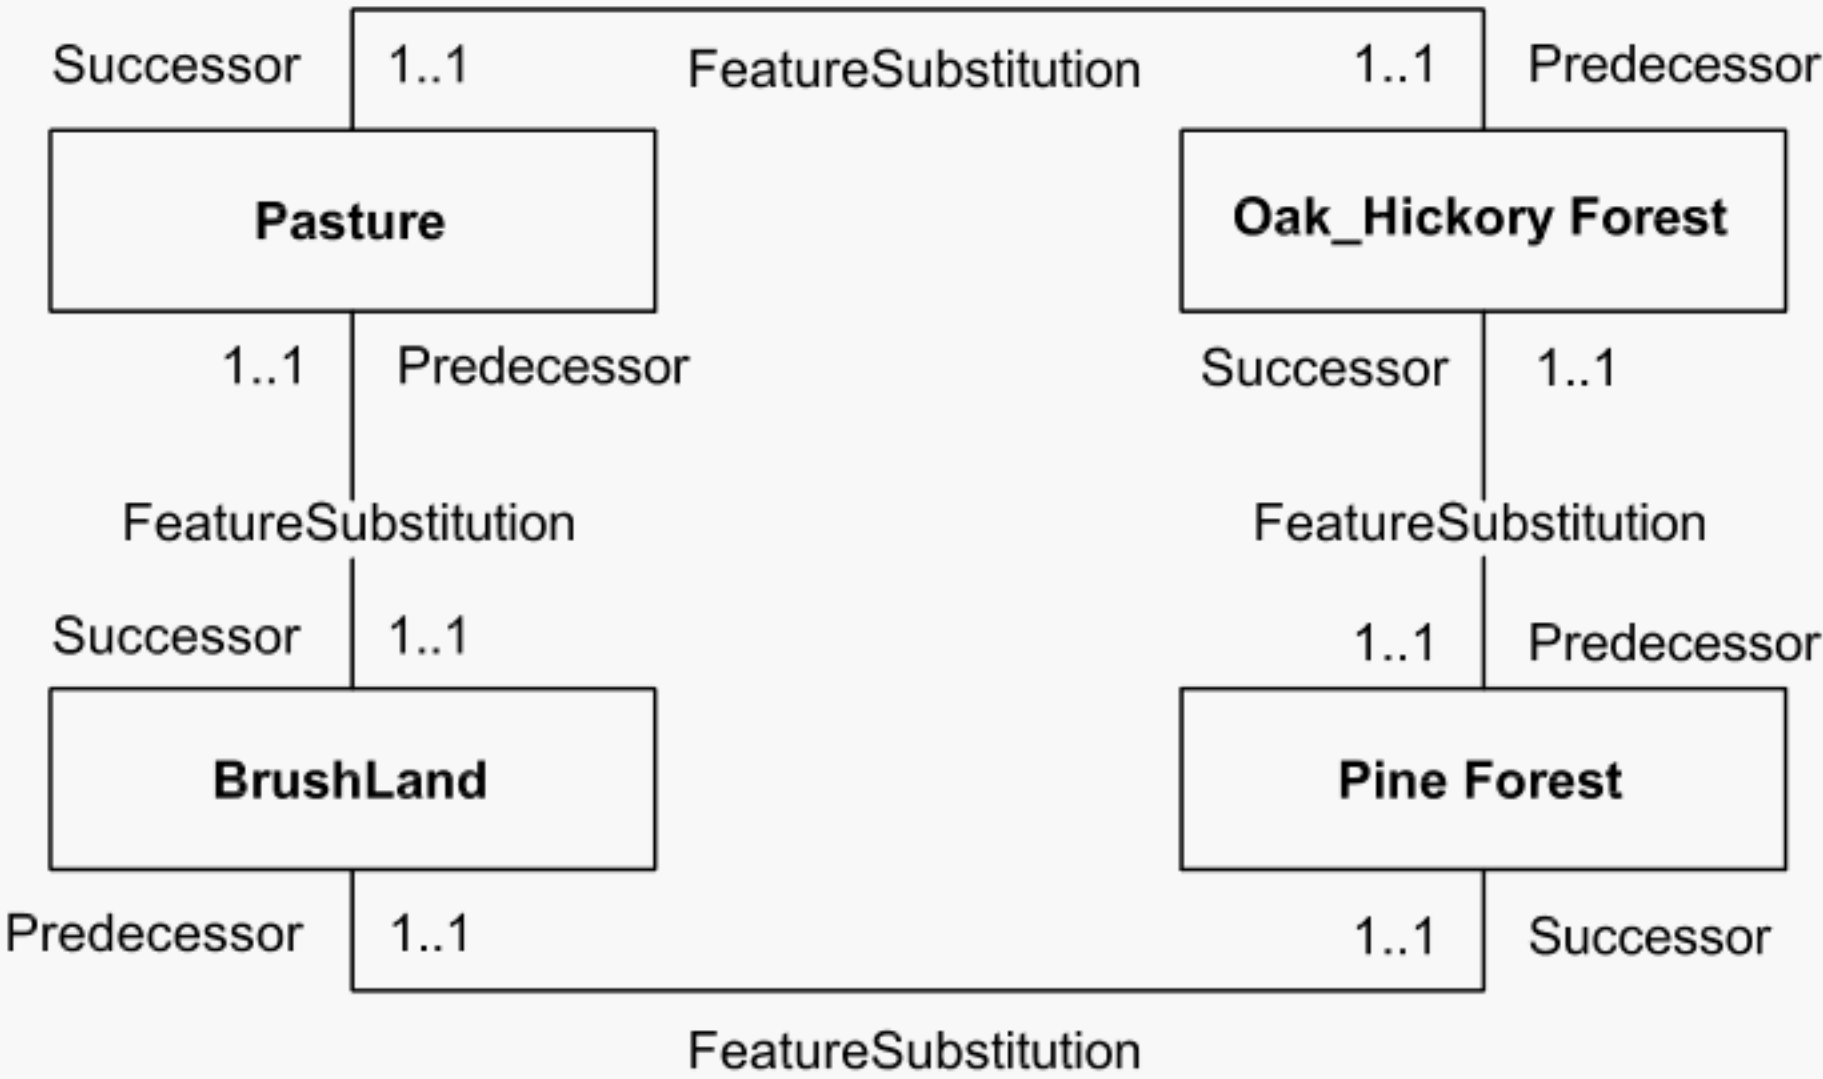 Successor 1..1 FeatureSubstitution 1..1 Predecessor
Pasture Oak_Hickory Forest
1..1 Predecessor Successor 1..1
FeatureSubstitution FeatureSubstitution
Successor 1..1 1..1 Predecessor
BrushLand Pine Forest
Predecessor 1..1 1..1 Successor
FeatureSubstitution